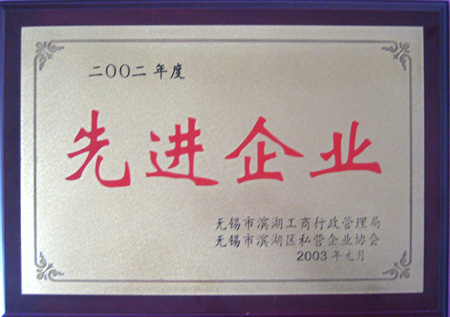 二〇〇二年度
先进企业
无锡市滨湖工商行政管理局
无锡市滨湖区私营企业协会
2003年元月